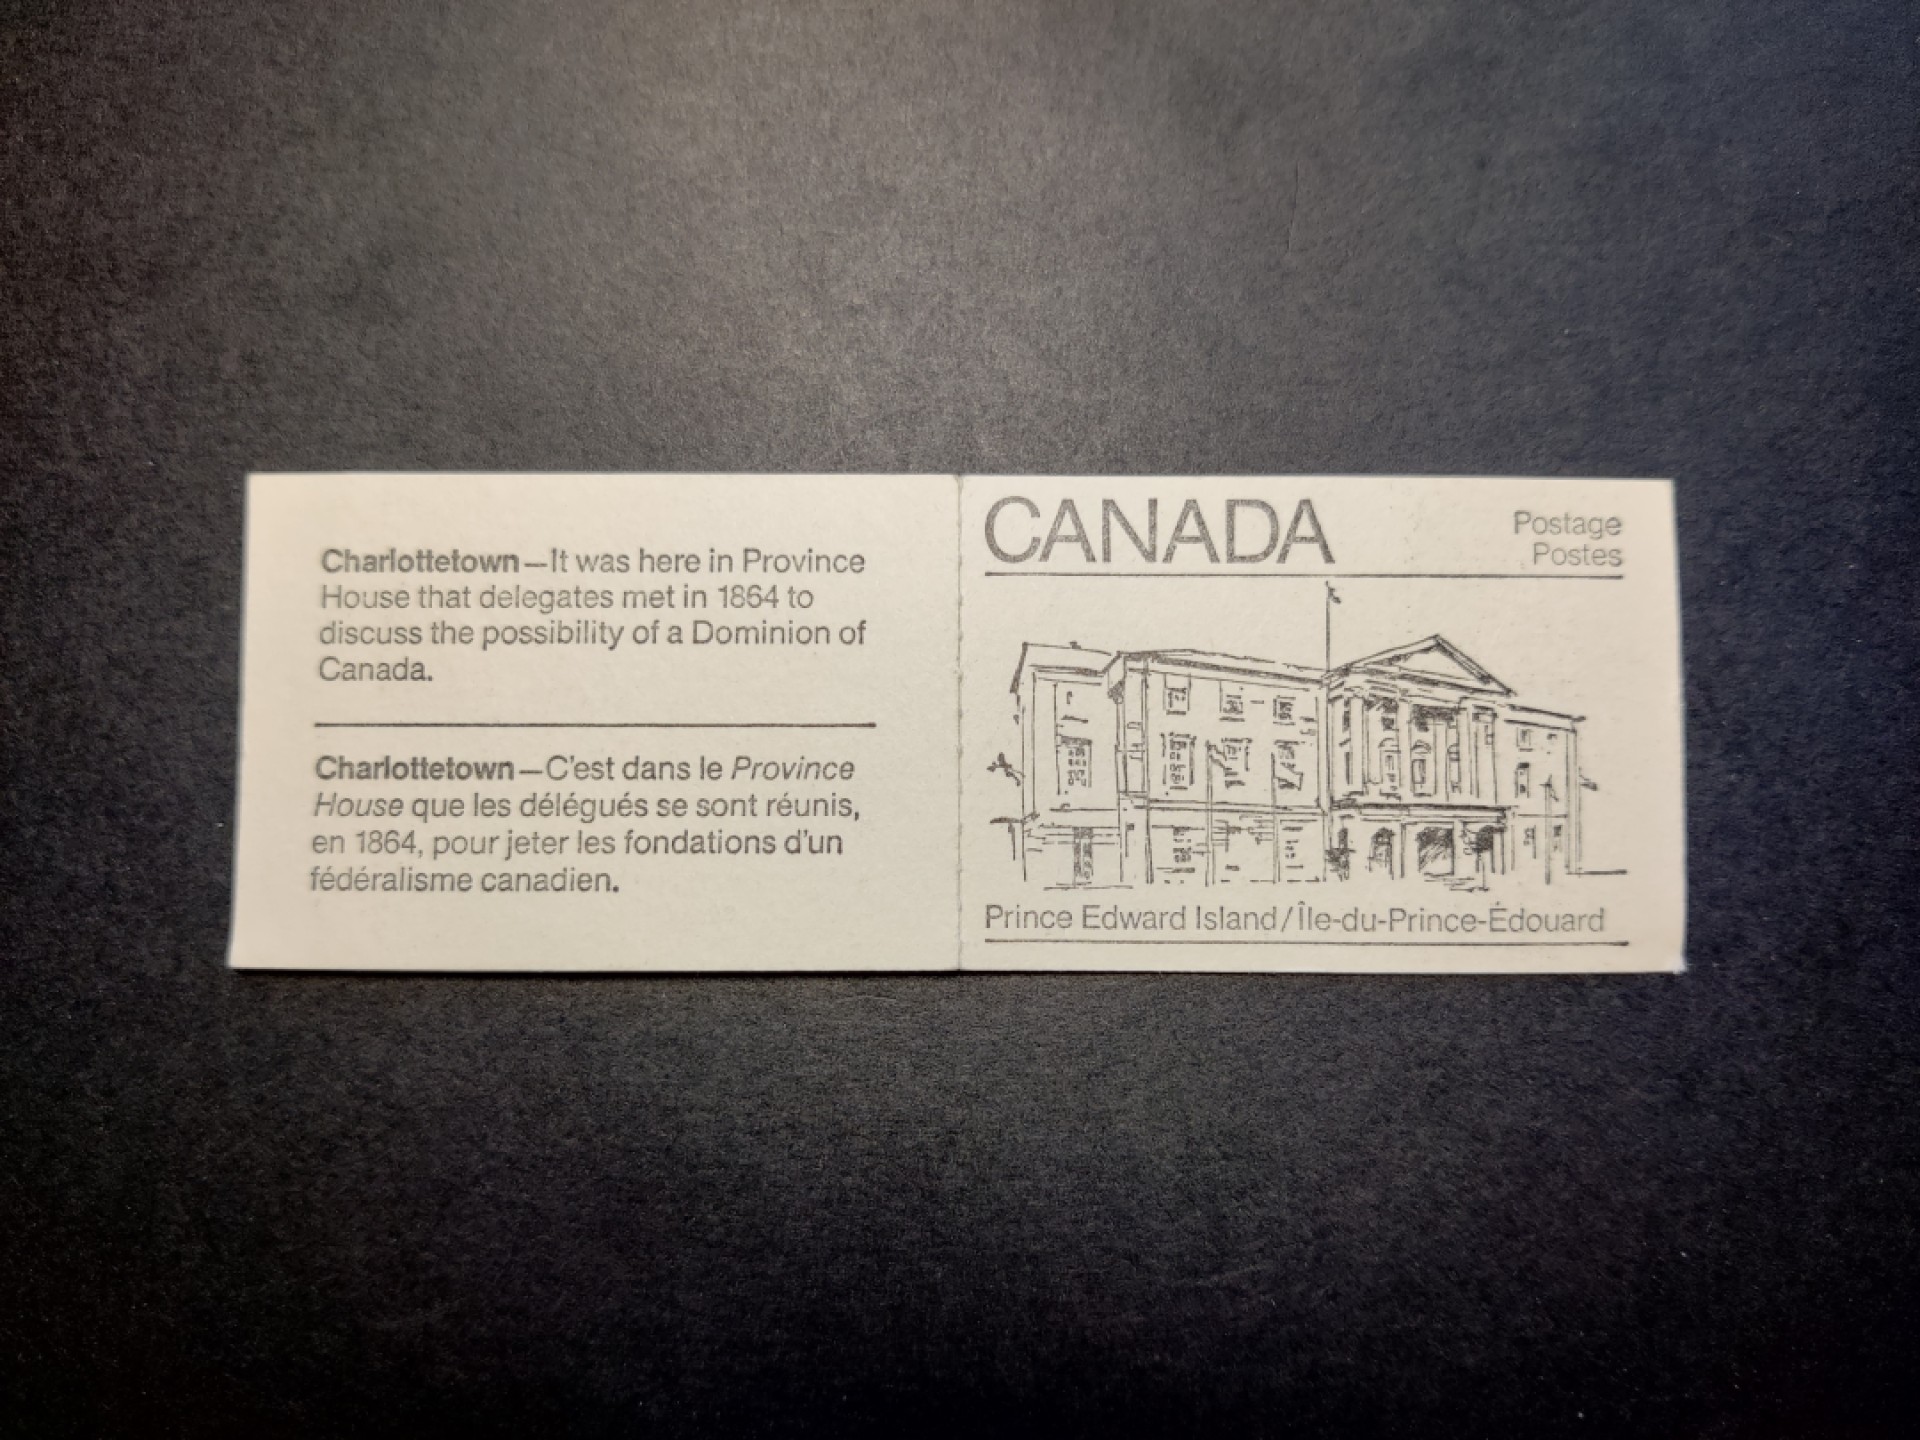 Charlottetown—It was here in Province
House that delegates met in 1864 to
discuss the possibility of a Dominion of
Canada.
Charlottetown—C'est dans le Province
House que les délégués se sont réunis,
en 1864, pour jeter les fondations d'un
fédéralisme canadien.
CANADA
Postage
Postes
Prince Edward Island/Île-du-Prince-Édouard